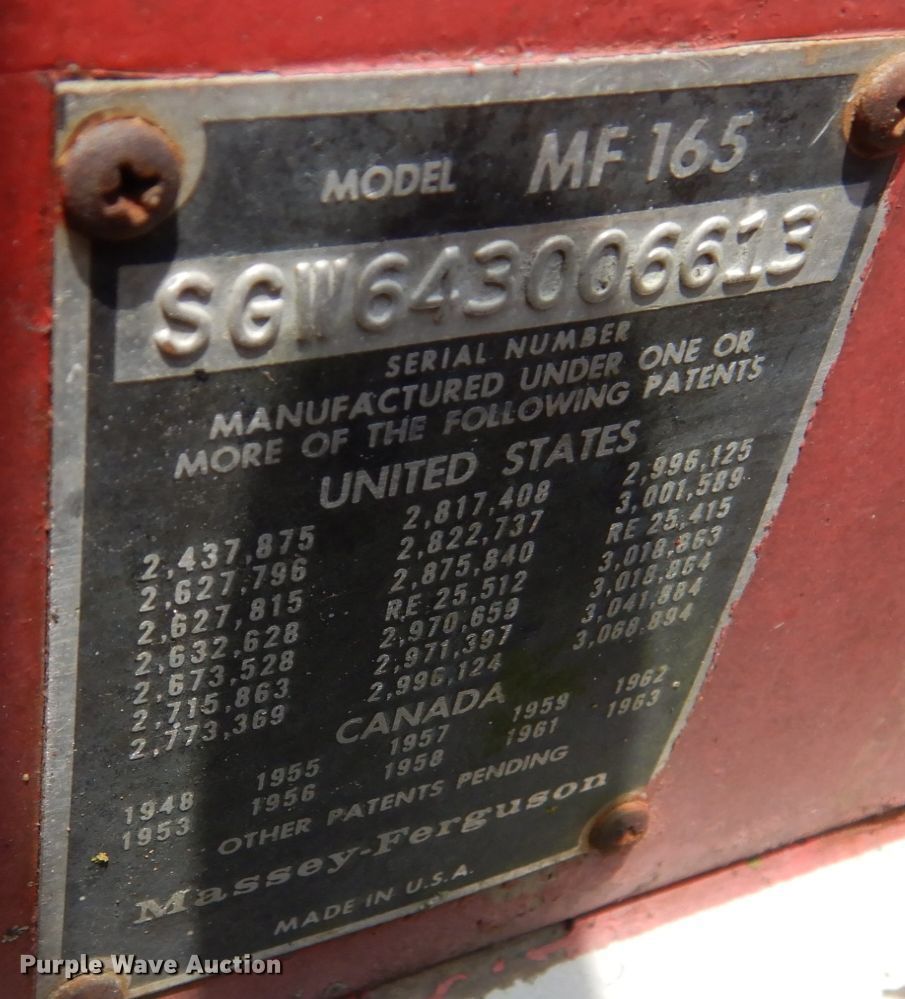 MODEL MF 165
SGW643006613
SERIAL NUMBER
MANUFACTURED UNDER ONE OR
MORE OF THE FOLLOWING PATENTS
UNITED STATES
2,437,875 2,817,408 2,996,125
2,627,796 2,822,737 3,001,589
2,627,815 2,875,840 RE 25,415
2,632,628 RE 25,512 3,018,863
2,673,528 2,970,659 3,018,864
2,715,863 2,971,397 3,041,884
2,773,369 2,996,124 3,068,894
CANADA
1948 1955 1957 1959 1962
1953 1956 1958 1961 1963
OTHER PATENTS PENDING
Massey-Ferguson
MADE IN U.S.A.
Purple Wave Auction